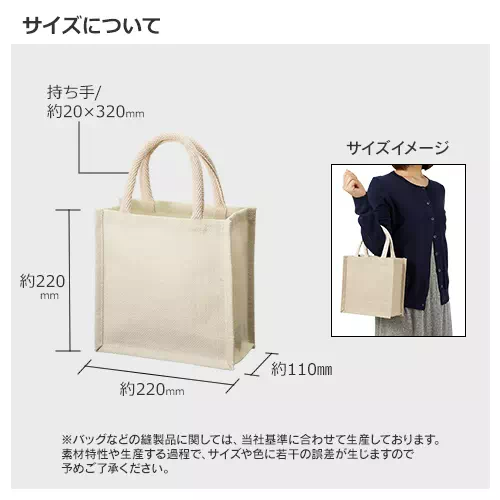 サイズについて
持ち手/
約20×320mm
サイズイメージ
約220
mm
約110㎜
約220mm
※バッグなどの縫製品に関しては、当社基準に合わせて生産しております。
素材特性や生産する過程で、サイズや色に若干の誤差が生じますので
予めご了承ください。